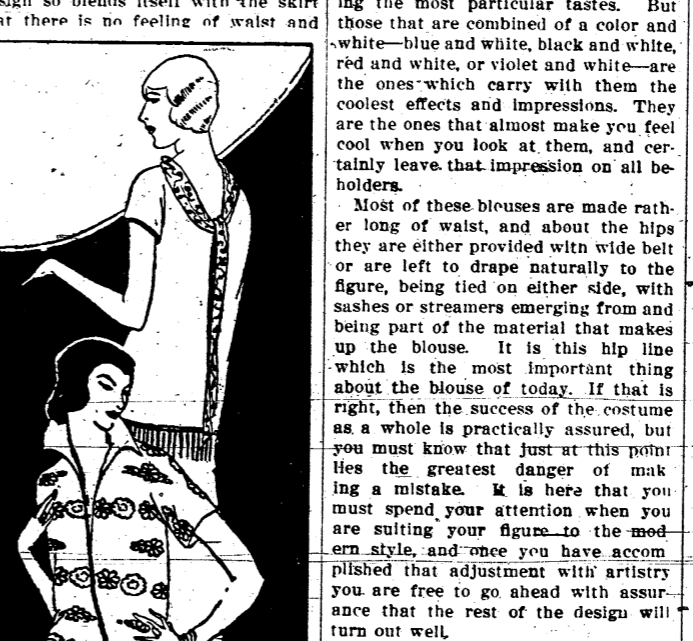 sign so blends itself with the skirt
at there is no feeling of waist and
ing the most particular tastes. But
those that are combined of a color and
white—blue and white, black and white,
red and white, or violet and white—are
the ones which carry with them the
coolest effects and impressions. They
are the ones that almost make you feel
cool when you look at them, and cer-
tainly leave that impression on all be-
holders.
Most of these blouses are made rath-
er long of waist, and about the hips
they are either provided with wide belt
or are left to drape naturally to the
figure, being tied on either side, with
sashes or streamers emerging from and
being part of the material that makes
up the blouse. It is this hip line
which is the most important thing
about the blouse of today. If that is
right, then the success of the costume
as a whole is practically assured, but
you must know that just at this point
lies the greatest danger of mak
ing a mistake. It is here that you
must spend your attention when you
are suiting your figure to the mod
ern style, and once you have accom
plished that adjustment with artistry
you are free to go ahead with assur-
ance that the rest of the design will
turn out well.